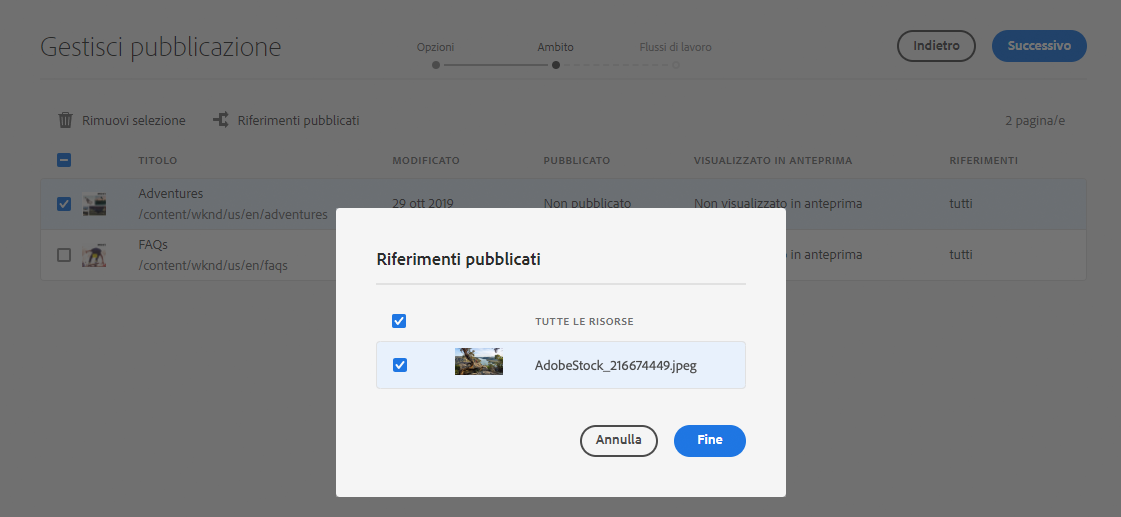 Gestisci pubblicazione
Opzioni Ambito Flussi di lavoro
Indietro Successivo
Rimuovi selezione Riferimenti pubblicati 2 pagina/e
TITOLO MODIFICATO PUBBLICATO VISUALIZZATO IN ANTEPRIMA RIFERIMENTI
Adventures
/content/wknd/us/en/adventures 29 ott 2019 Non pubblicato Non visualizzato in anteprima tutti
FAQs
/content/wknd/us/en/faqs in anteprima tutti
Riferimenti pubblicati
TUTTE LE RISORSE
AdobeStock_216674449.jpeg
Annulla Fine